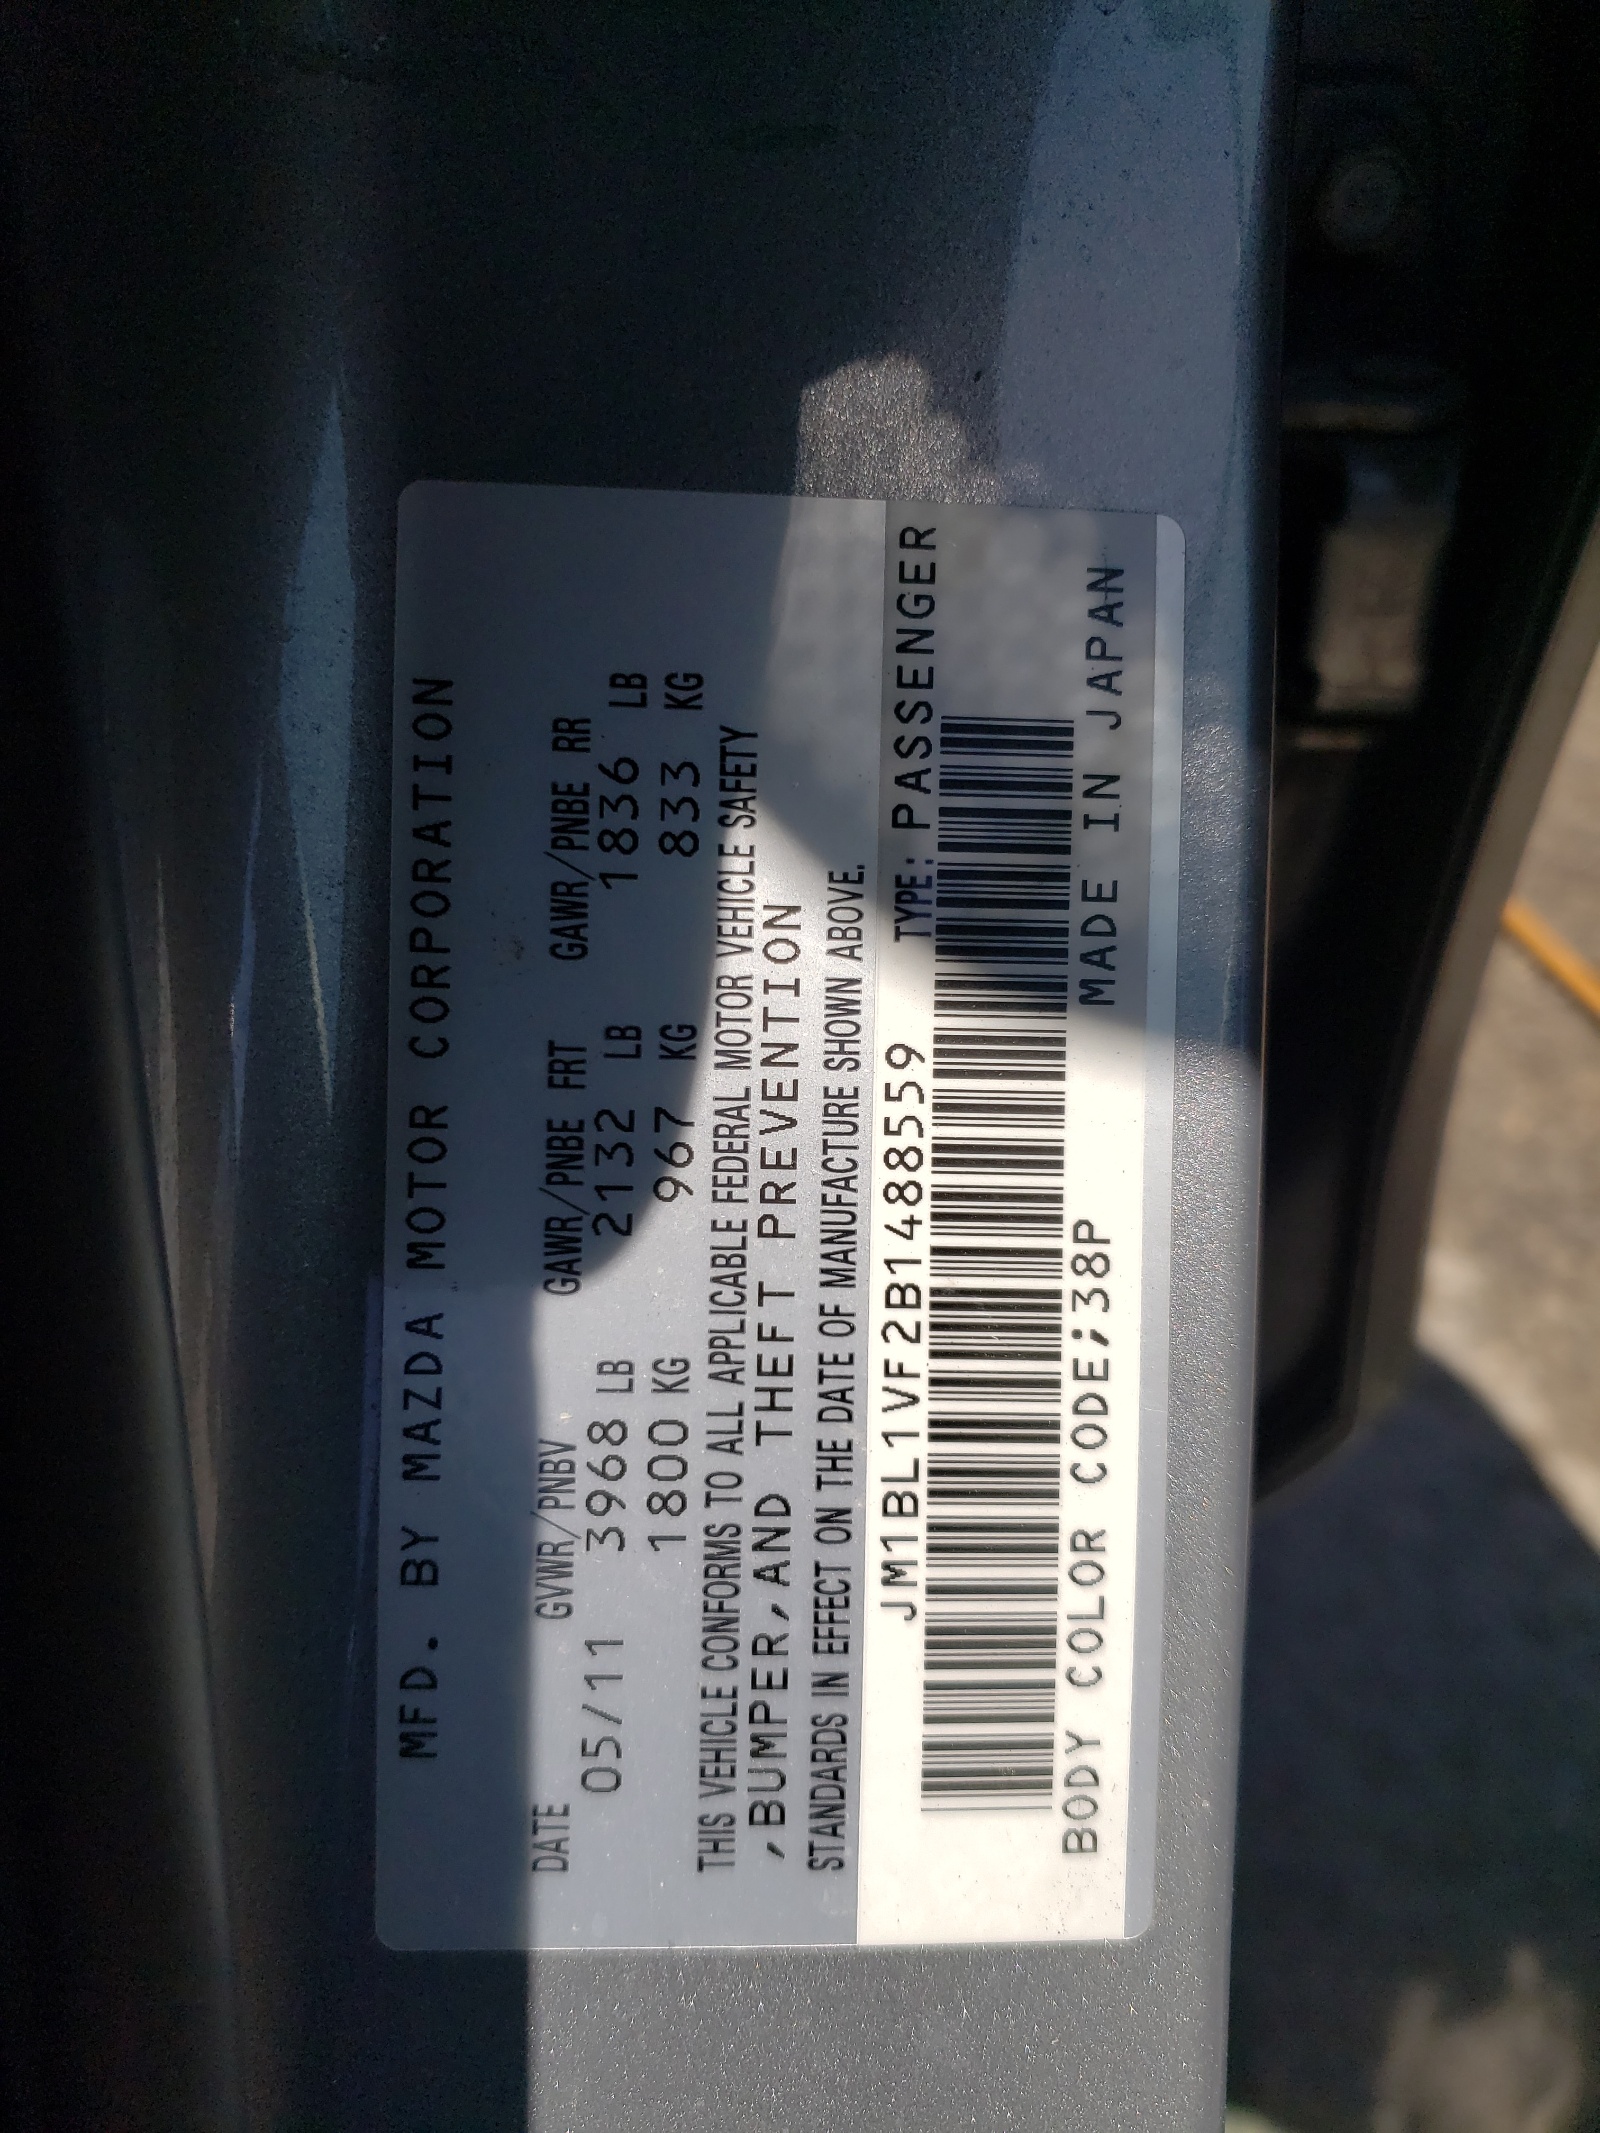 MFD. BY MAZDA MOTOR CORPORATION
DATE GVWR/PNBV GAWR/PNBE FRT GAWR/PNBE RR
05/11 3968 LB 2132 LB 1836 LB
1800 KG 967 KG 833 KG
THIS VEHICLE CONFORMS TO ALL APPLICABLE FEDERAL MOTOR VEHICLE SAFETY
,BUMPER,AND THEFT PREVENTION
STANDARDS IN EFFECT ON THE DATE OF MANUFACTURE SHOWN ABOVE.
JM1BL1VF2B1488559 TYPE: PASSENGER
BODY COLOR CODE;38P MADE IN JAPAN